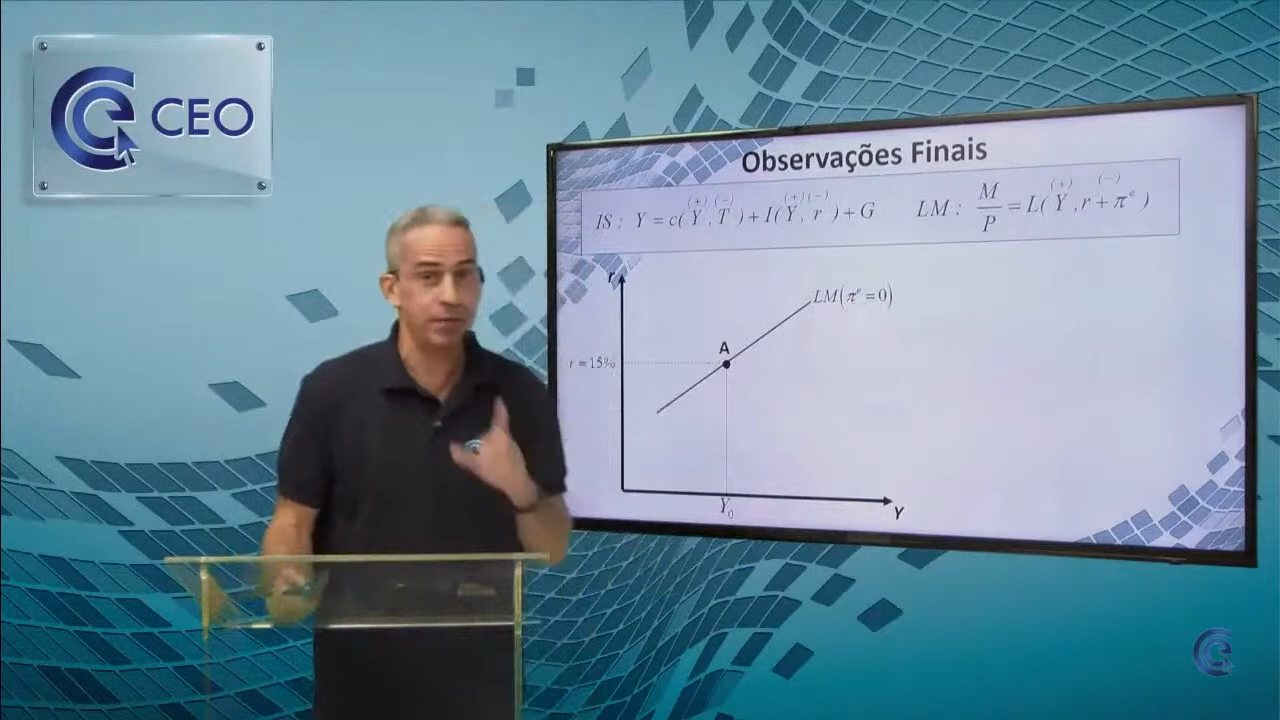 CEO
Observações Finais
(+) (-) (+) (-) (+) (-)
IS : Y = c( Y , T ) + I( Y , r ) + G LM : M/P = L( Y , r + π^e )
r
LM(π^e = 0)
A
r = 15%
Y₀
Y